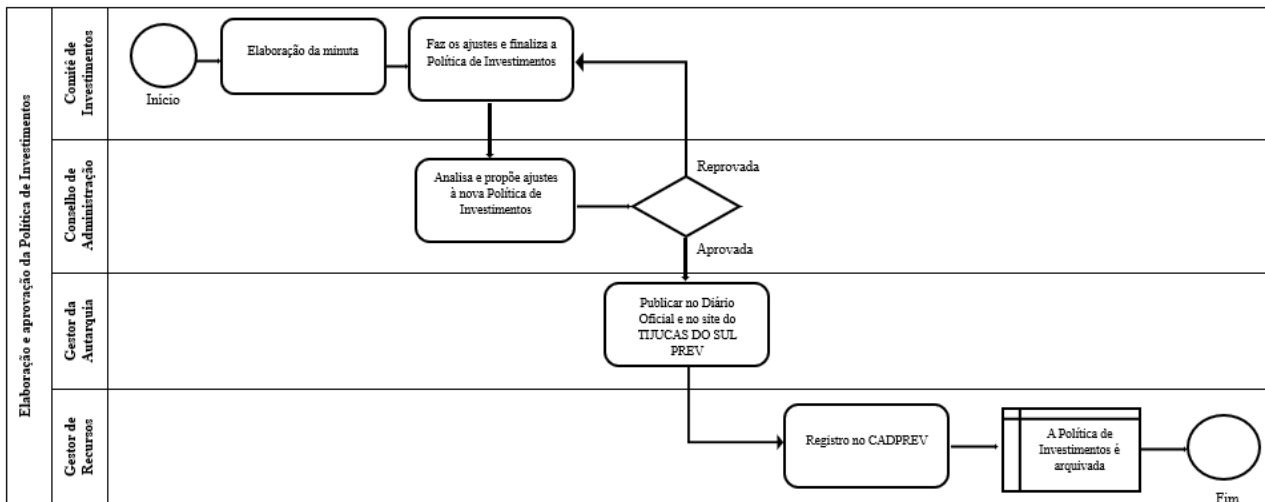 Elaboração e aprovação da Política de Investimentos
Comitê de
Investimentos
Início
Elaboração da minuta
Faz os ajustes e finaliza a
Política de Investimentos
Conselho de
Administração
Analisa e propõe ajustes
à nova Política de
Investimentos
Reprovada
Aprovada
Gestor da
Autarquia
Publicar no Diário
Oficial e no site do
TIJUCAS DO SUL
PREV
Gestor de
Recursos
Registro no CADPREV
A Política de
Investimentos é
arquivada
Fim